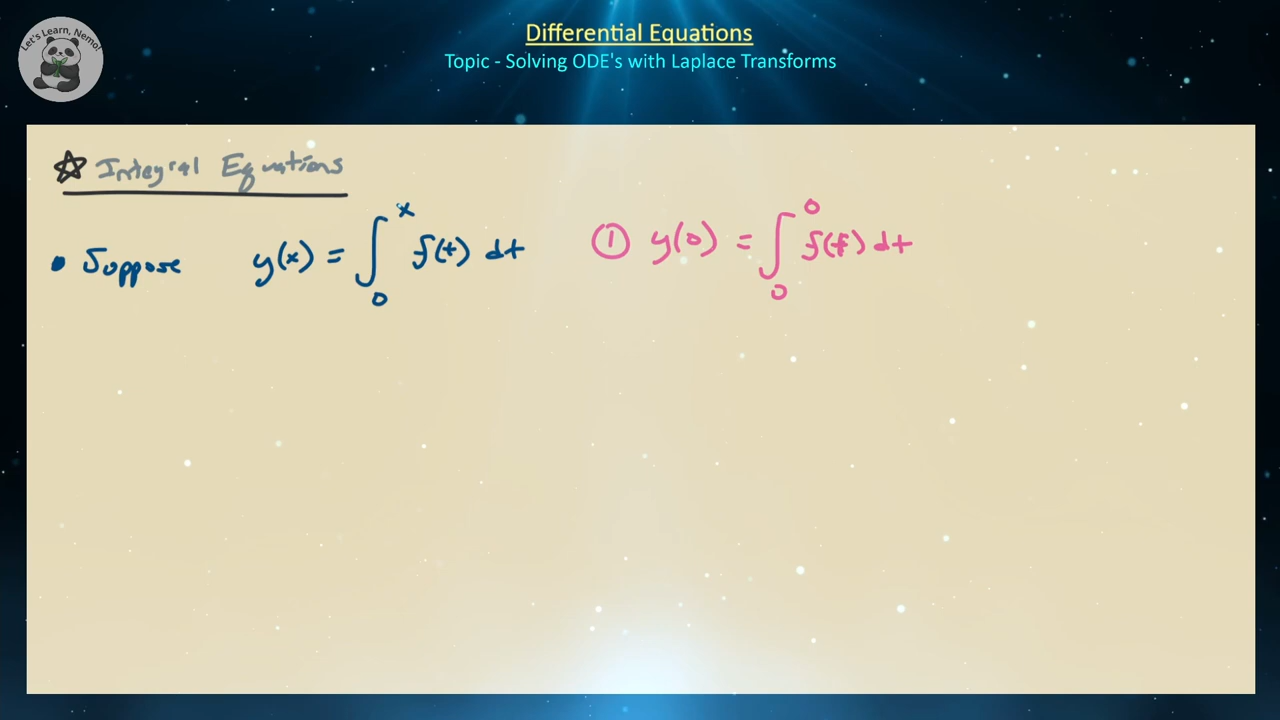 Let's Learn, Nemo!
Differential Equations
Topic - Solving ODE's with Laplace Transforms
☆ Integral Equations
• Suppose y(x) = ∫₀ˣ f(t) dt ① y(0) = ∫₀⁰ f(t) dt